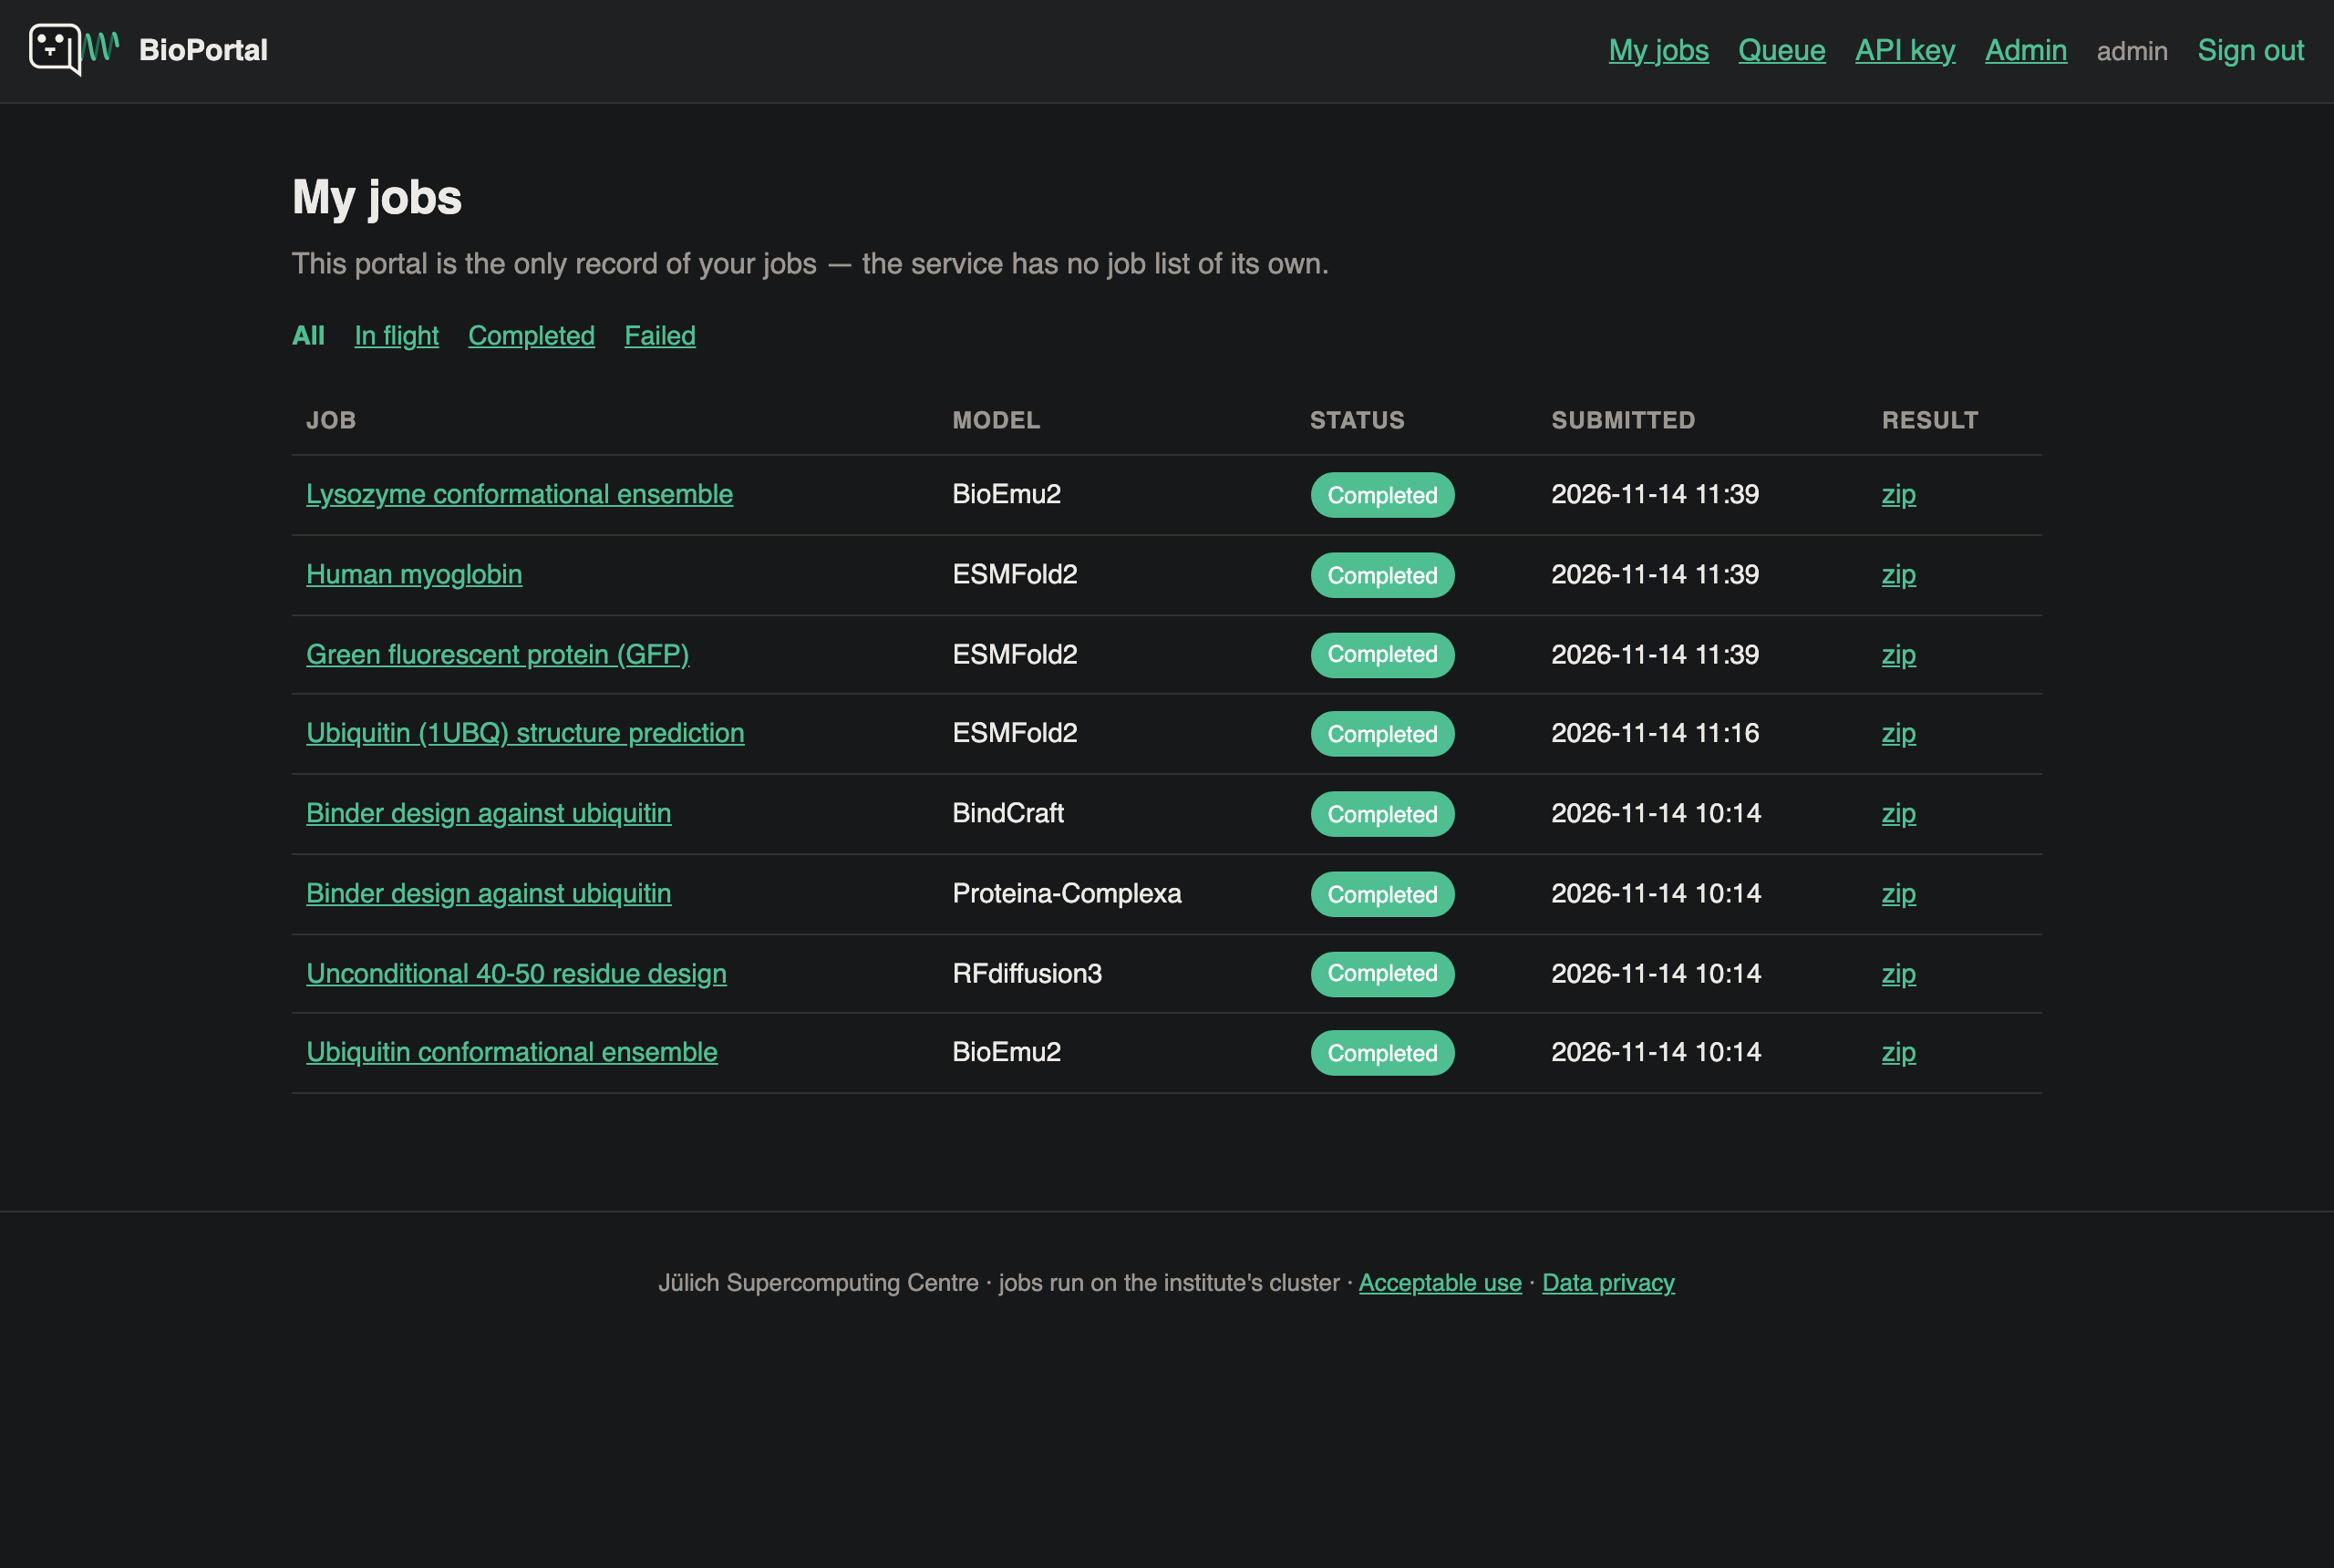 BioPortal
My jobs Queue API key Admin admin Sign out
My jobs
This portal is the only record of your jobs — the service has no job list of its own.
All In flight Completed Failed
JOB MODEL STATUS SUBMITTED RESULT
Lysozyme conformational ensemble BioEmu2 Completed 2026-11-14 11:39 zip
Human myoglobin ESMFold2 Completed 2026-11-14 11:39 zip
Green fluorescent protein (GFP) ESMFold2 Completed 2026-11-14 11:39 zip
Ubiquitin (1UBQ) structure prediction ESMFold2 Completed 2026-11-14 11:16 zip
Binder design against ubiquitin BindCraft Completed 2026-11-14 10:14 zip
Binder design against ubiquitin Proteina-Complexa Completed 2026-11-14 10:14 zip
Unconditional 40-50 residue design RFdiffusion3 Completed 2026-11-14 10:14 zip
Ubiquitin conformational ensemble BioEmu2 Completed 2026-11-14 10:14 zip
Jülich Supercomputing Centre · jobs run on the institute's cluster · Acceptable use · Data privacy